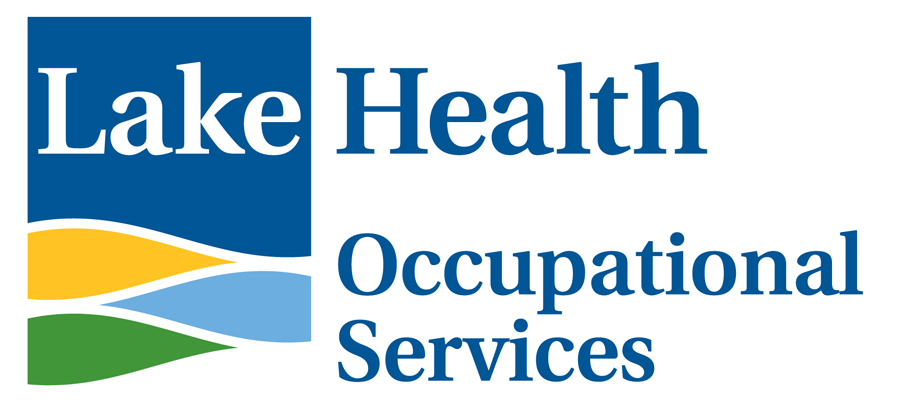 Lake Health
Occupational
Services